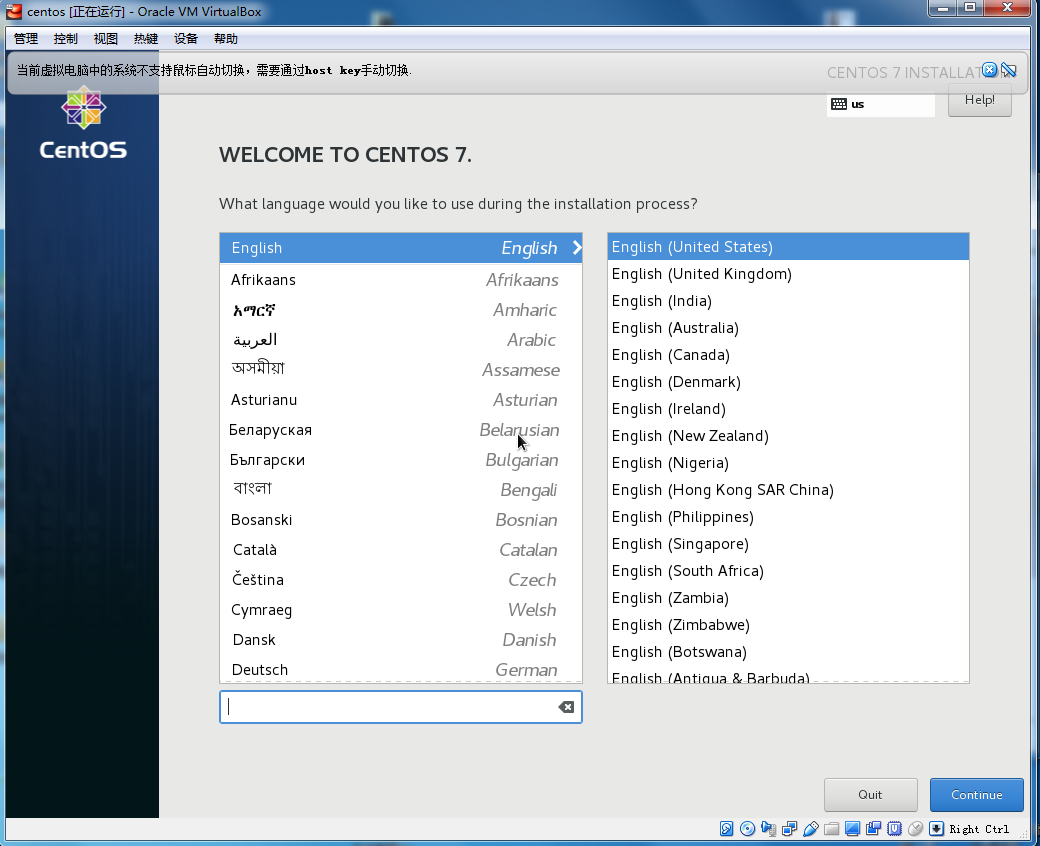 centos [正在运行] - Oracle VM VirtualBox
管理 控制 视图 热键 设备 帮助
当前虚拟电脑中的系统不支持鼠标自动切换，需要通过host key手动切换.
CENTOS 7 INSTALLAT
us
Help!
CentOS
WELCOME TO CENTOS 7.
What language would you like to use during the installation process?
English English
Afrikaans Afrikaans
አማርኛ Amharic
العربية Arabic
অসমীয়া Assamese
Asturianu Asturian
Беларуская Belarusian
Български Bulgarian
বাংলা Bengali
Bosanski Bosnian
Català Catalan
Čeština Czech
Cymraeg Welsh
Dansk Danish
Deutsch German
English (United States)
English (United Kingdom)
English (India)
English (Australia)
English (Canada)
English (Denmark)
English (Ireland)
English (New Zealand)
English (Nigeria)
English (Hong Kong SAR China)
English (Philippines)
English (Singapore)
English (South Africa)
English (Zambia)
English (Zimbabwe)
English (Botswana)
English (Antigua & Barbuda)
Quit
Continue
Right Ctrl